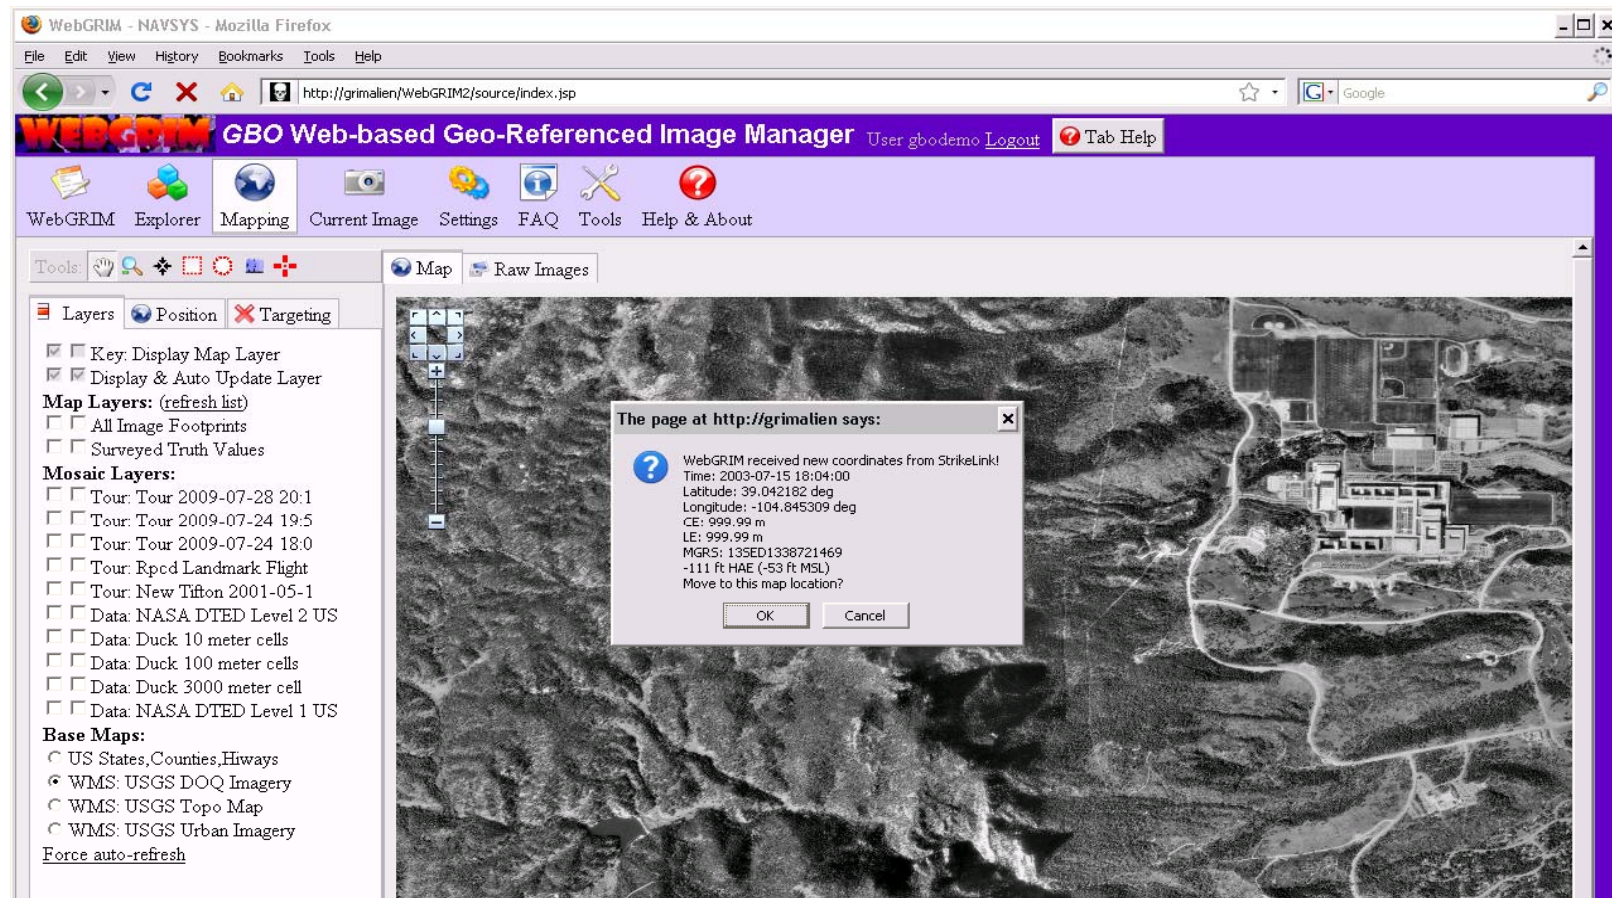 WebGRIM - NAVSYS - Mozilla Firefox
File Edit View History Bookmarks Tools Help
http://grimalien/WebGRIM2/source/index.jsp
G Google
WEBGRIM GBO Web-based Geo-Referenced Image Manager User gbodemo Logout Tab Help
WebGRIM Explorer Mapping Current Image Settings FAQ Tools Help & About
Tools:
Map Raw Images
Layers Position Targeting
Key: Display Map Layer
Display & Auto Update Layer
Map Layers: (refresh list)
All Image Footprints
Surveyed Truth Values
Mosaic Layers:
Tour: Tour 2009-07-28 20:1
Tour: Tour 2009-07-24 19:5
Tour: Tour 2009-07-24 18:0
Tour: Rpcd Landmark Flight
Tour: New Tifton 2001-05-1
Data: NASA DTED Level 2 US
Data: Duck 10 meter cells
Data: Duck 100 meter cells
Data: Duck 3000 meter cell
Data: NASA DTED Level 1 US
Base Maps:
US States,Counties,Hiways
WMS: USGS DOQ Imagery
WMS: USGS Topo Map
WMS: USGS Urban Imagery
Force auto-refresh
The page at http://grimalien says:
WebGRIM received new coordinates from StrikeLink!
Time: 2003-07-15 18:04:00
Latitude: 39.042182 deg
Longitude: -104.845309 deg
CE: 999.99 m
LE: 999.99 m
MGRS: 13SED1338721469
-111 ft HAE (-53 ft MSL)
Move to this map location?
OK Cancel